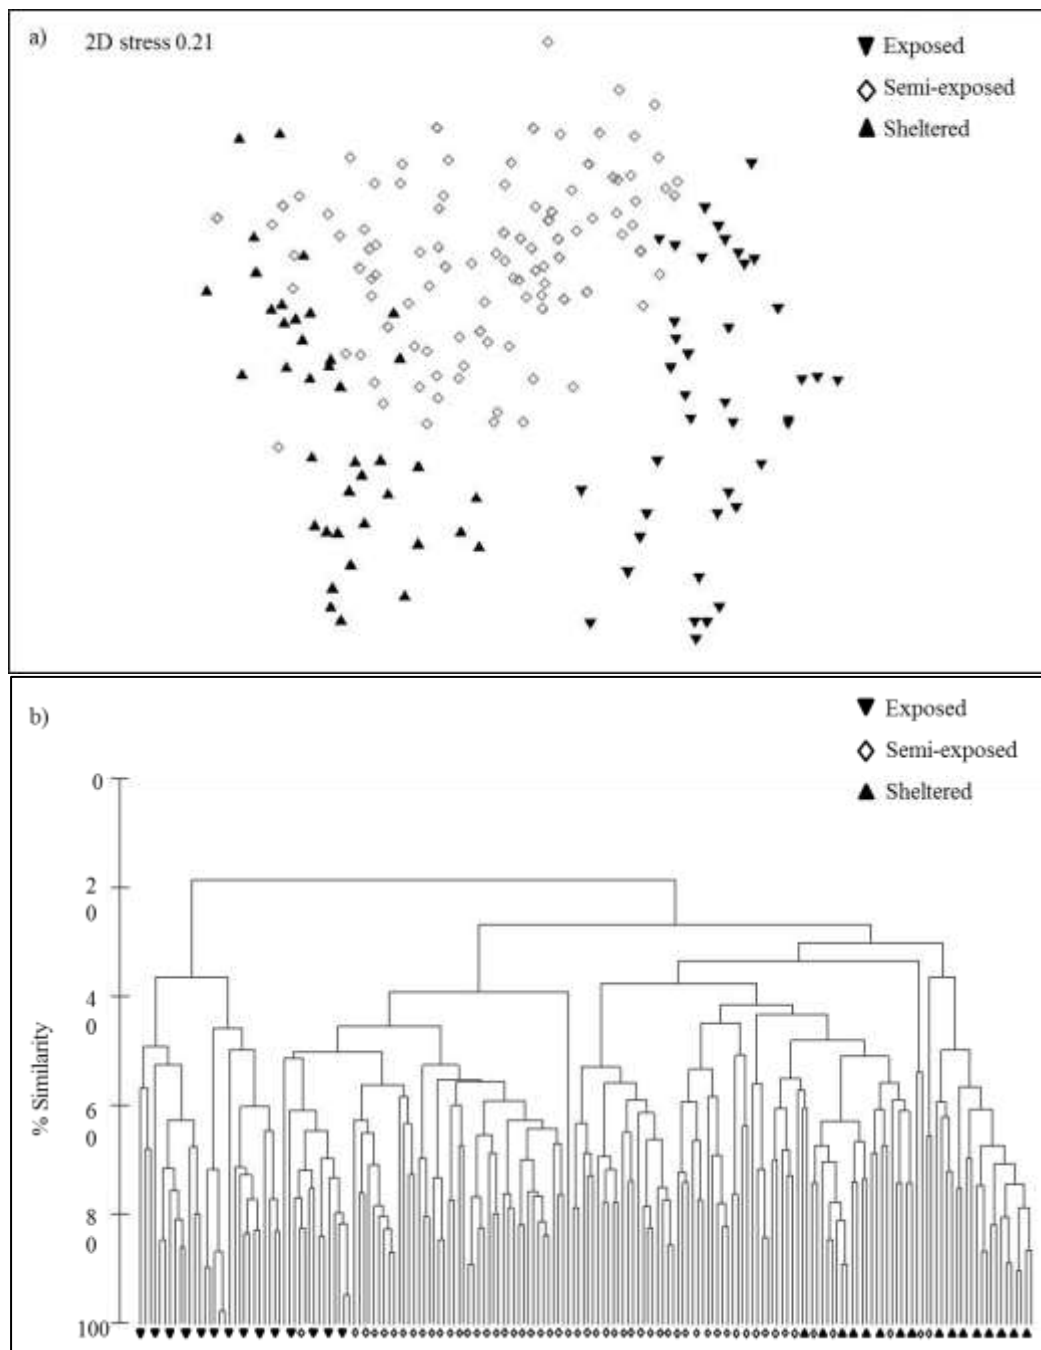 a) 2D stress 0.21
Exposed
Semi-exposed
Sheltered
b)
Exposed
Semi-exposed
Sheltered
% Similarity
0
2
0
4
0
6
0
8
0
100